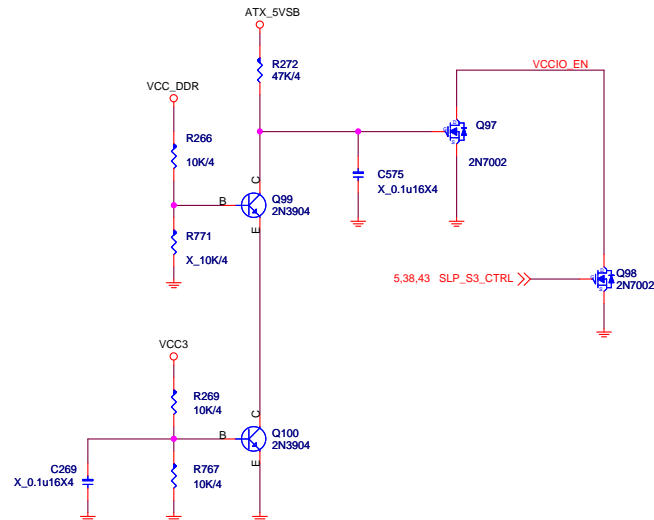 ATX_5VSB
R272
47K/4
VCCIO_EN
VCC_DDR
R266
10K/4
Q97
2N7002
C575
X_0.1u16X4
C
B
Q99
2N3904
E
R771
X_10K/4
5,38,43 SLP_S3_CTRL
Q98
2N7002
VCC3
R269
10K/4
C
B
Q100
2N3904
E
C269
X_0.1u16X4
R767
10K/4